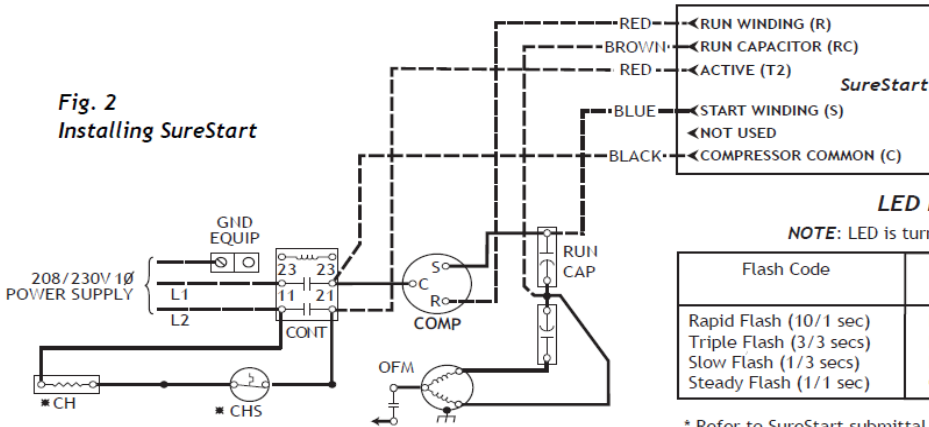 RED
RUN WINDING (R)
BROWN
RUN CAPACITOR (RC)
RED
ACTIVE (T2)
SureStart
BLUE
START WINDING (S)
NOT USED
BLACK
COMPRESSOR COMMON (C)
Fig. 2
Installing SureStart
GND
EQUIP
208/230V 1Ø
POWER SUPPLY
L1
L2
23 23
11 21
CONT
S
C
R
COMP
RUN
CAP
OFM
※ CH
※ CHS
LED
NOTE: LED is turn
Flash Code
Rapid Flash (10/1 sec)
Triple Flash (3/3 secs)
Slow Flash (1/3 secs)
Steady Flash (1/1 sec)
* Refer to SureStart submittal